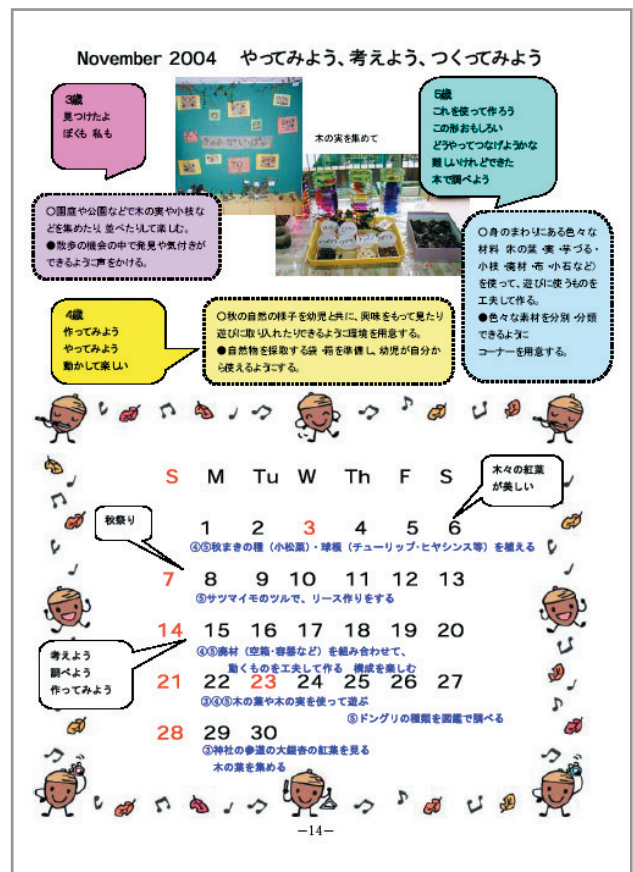 November 2004　やってみよう、考えよう、つくってみよう
3歳
見つけたよ
ぼくも 私も
木の実を集めて
5歳
これを使って作ろう
この形おもしろい
どうやってつなげようかな
難しいけれどできた
本で調べよう
○園庭や公園などで木の実や小枝な
どを集めたり、並べたりして楽しむ。
●散歩の機会の中で発見や気付きが
できるように声をかける。
○身のまわりにある色々な
材料（木の葉・実・芋づる・
小枝・廃材・布・小石など）
を使って、遊びに使うものを
工夫して作る。
●色々な素材を分別・分類
できるように
コーナーを用意する。
4歳
作ってみよう
やってみよう
動かして楽しい
○秋の自然の様子を幼児と共に、興味をもって見たり
遊びに取り入れたりできるように環境を用意する。
●自然物を採取する袋・箱を準備し、幼児が自分か
ら使えるようにする。
S M Tu W Th F S
木々の紅葉
が美しい
秋祭り
1 2 3 4 5 6
④⑤秋まきの種（小松菜）・球根（チューリップ・ヒヤシンス等）を植える
7 8 9 10 11 12 13
⑤サツマイモのツルで、リース作りをする
14 15 16 17 18 19 20
④⑤廃材（空箱・容器など）を組み合わせて、
動くものを工夫して作る　構成を楽しむ
考えよう
調べよう
作ってみよう
21 22 23 24 25 26 27
③④⑤木の葉や木の実を使って遊ぶ
⑤ドングリの種類を図鑑で調べる
28 29 30
③神社の参道の大銀杏の紅葉を見る
木の葉を集める
－14－